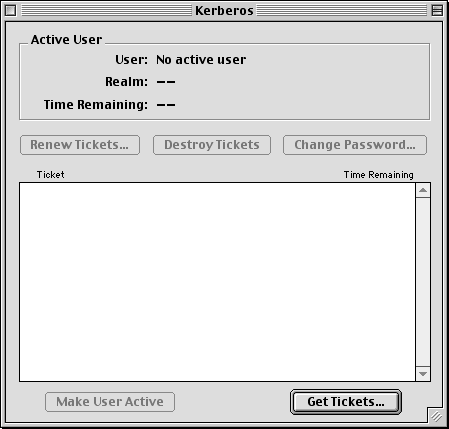 Kerberos
Active User
User: No active user
Realm: --
Time Remaining: --
Renew Tickets... Destroy Tickets Change Password...
Ticket Time Remaining
Make User Active Get Tickets...